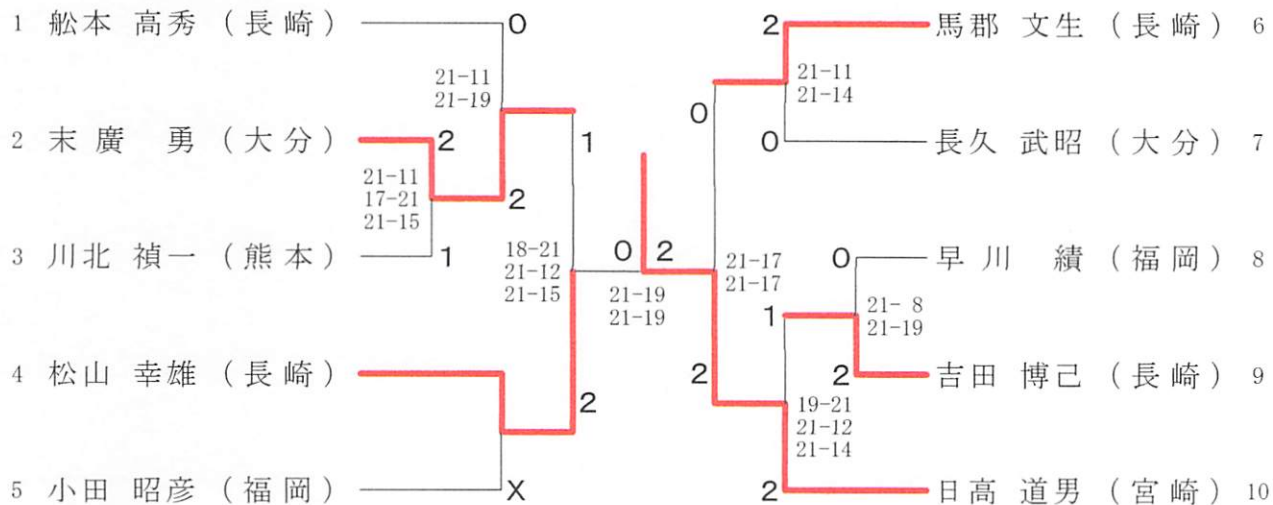 1 舩本 高秀 (長崎) 0
21-11
21-19
2 末廣 勇 (大分) 2
1
21-11
17-21
21-15
2
3 川北 禎一 (熊本) 1
18-21
21-12
21-15
4 松山 幸雄 (長崎)
2
5 小田 昭彦 (福岡) X
0 2
21-19
21-19
2 馬郡 文生 (長崎) 6
21-11
21-14
0
0 長久 武昭 (大分) 7
21-17
21-17
0 早川 績 (福岡) 8
21- 8
21-19
1
2 吉田 博己 (長崎) 9
2
19-21
21-12
21-14
2 日高 道男 (宮崎) 10